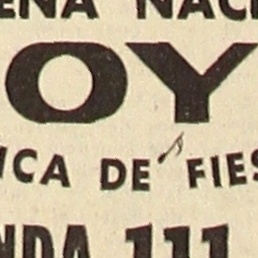 ENA NAC
OY
ICA DE FIES
NDA 111